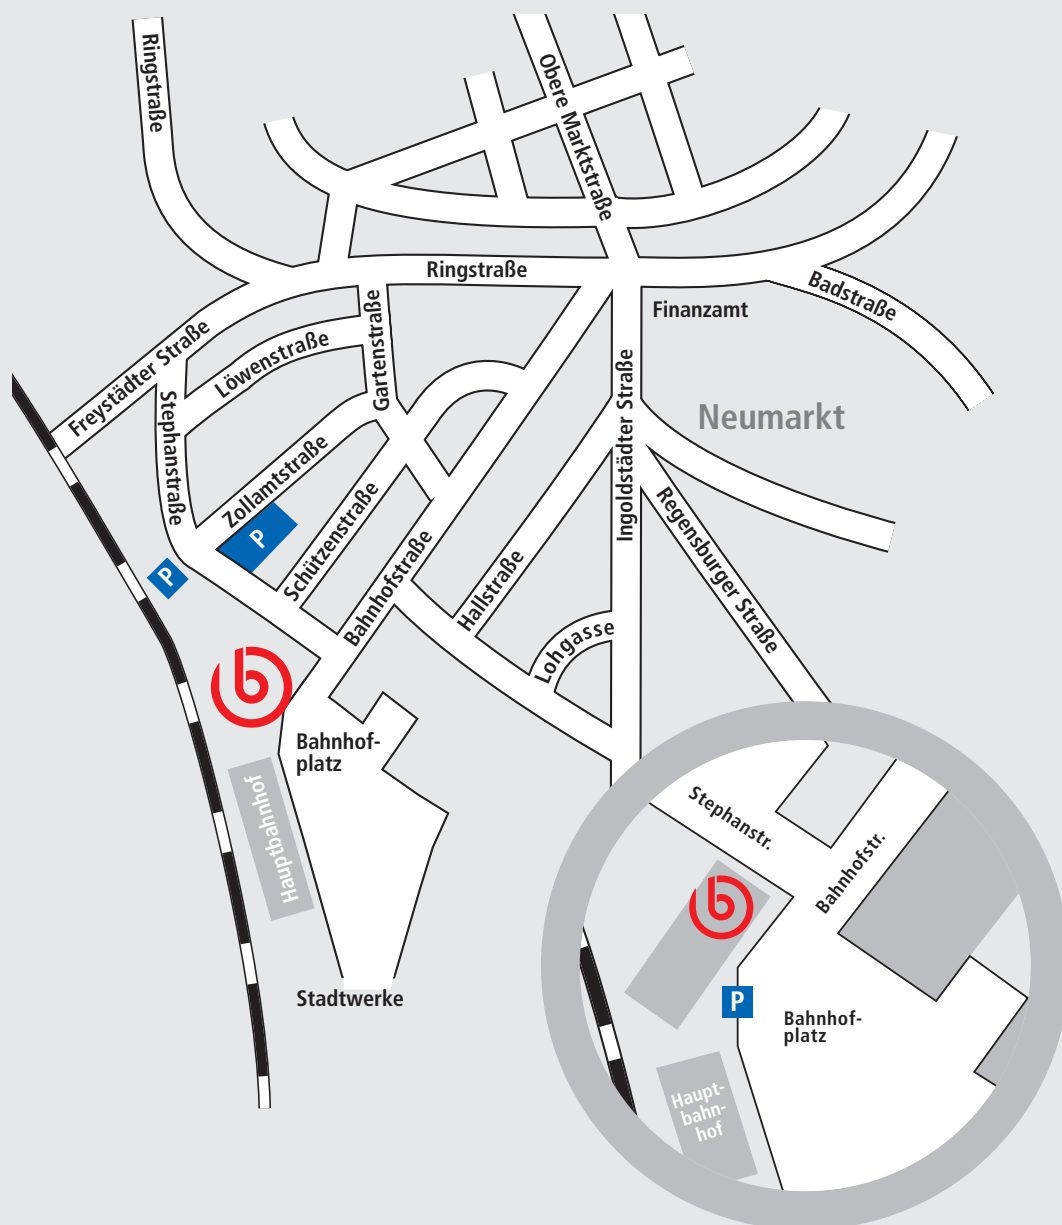 Ringstraße
Obere Marktstraße
Ringstraße
Badstraße
Finanzamt
Freystädter Straße
Löwenstraße
Gartenstraße
Neumarkt
Stephanstraße
Zollamtstraße
P
P
Schützenstraße
Bahnhofstraße
Hallstraße
Ingoldstädter Straße
Regensburger Straße
Lohgasse
b
Bahnhof-
platz
Hauptbahnhof
Stadtwerke
Stephanstr.
Bahnhofstr.
b
P
Bahnhof-
platz
Haupt-
bahn-
hof